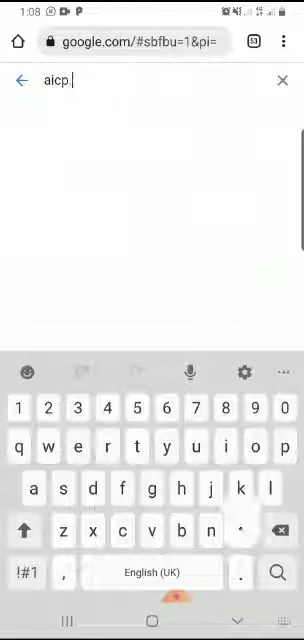 1:08
google.com/#sbfbu=1&pi=
53
aicp.
1 2 3 4 5 6 7 8 9 0
q w e r t y u i o p
a s d f g h j k l
z x c v b n
!#1 , English (UK) .